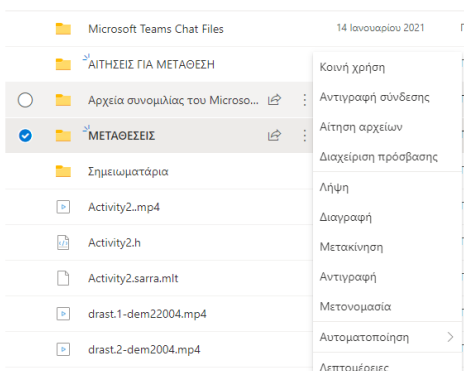 Microsoft Teams Chat Files
14 Ιανουαρίου 2021
ΑΙΤΗΣΕΙΣ ΓΙΑ ΜΕΤΑΘΕΣΗ
Κοινή χρήση
Αρχεία συνομιλίας του Microso...
Αντιγραφή σύνδεσης
Αίτηση αρχείων
ΜΕΤΑΘΕΣΕΙΣ
Διαχείριση πρόσβασης
Σημειωματάρια
Λήψη
Activity2..mp4
Διαγραφή
Activity2.h
Μετακίνηση
Activity2.sarra.mlt
Αντιγραφή
Μετονομασία
drast.1-dem22004.mp4
Αυτοματοποίηση
drast.2-dem2004.mp4
Λεπτομέρειες